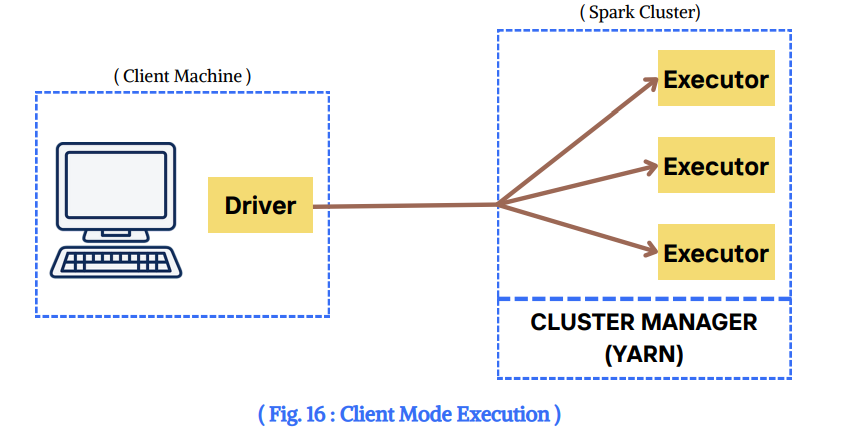 ( Spark Cluster)
( Client Machine )
Executor
Executor
Driver
Executor
CLUSTER MANAGER
(YARN)
( Fig. 16 : Client Mode Execution )